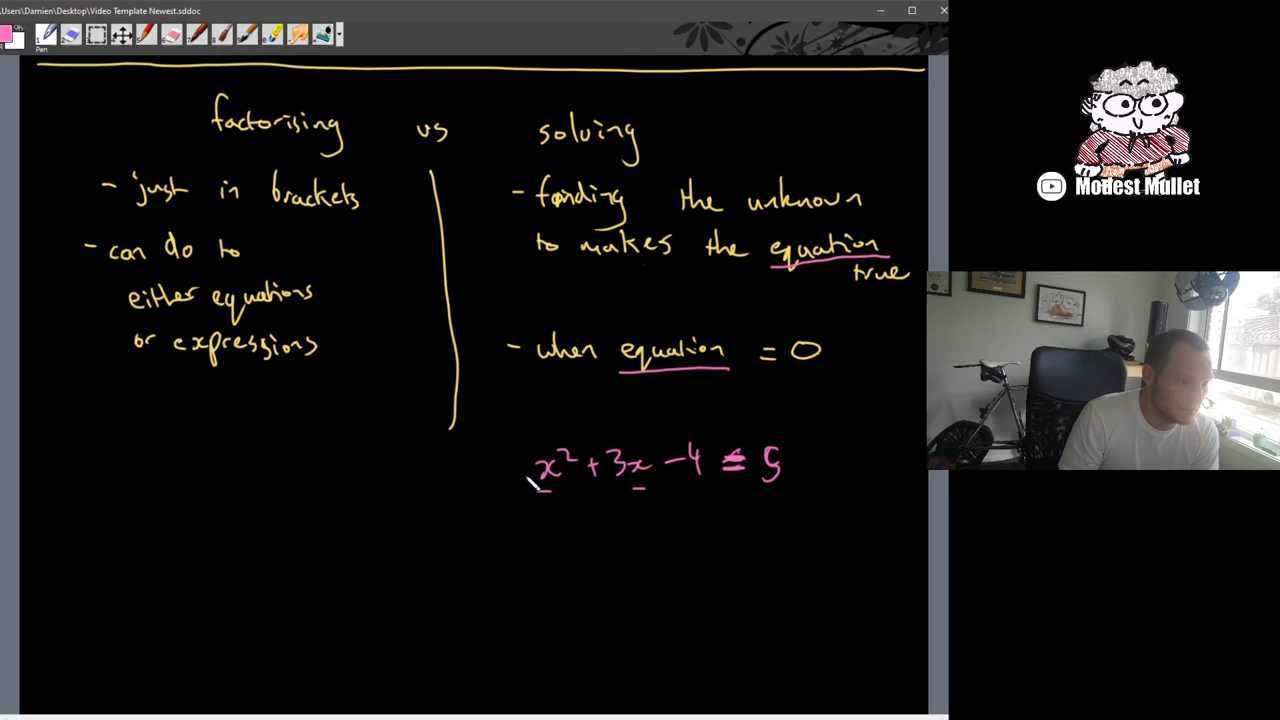 Users\Damien\Desktop\Video Template Newest.sddoc
factorising vs solving
- just in brackets
- can do to
either equations
or expressions
- finding the unknown
to makes the equation
true
- when equation = 0
x² + 3x - 4 = 5
Modest Mullet